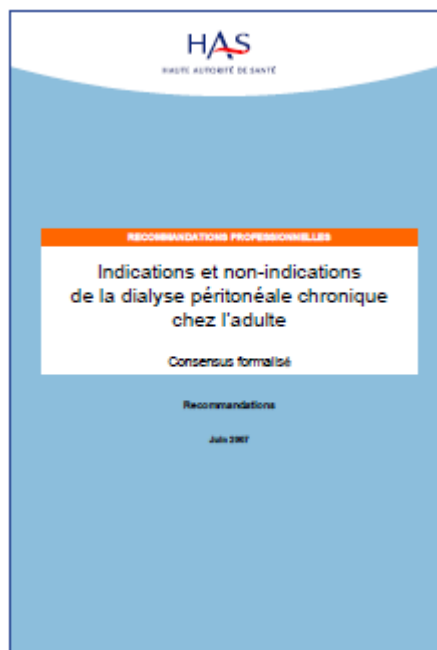 HAS
HAUTE AUTORITÉ DE SANTÉ
RECOMMANDATIONS PROFESSIONNELLES
Indications et non-indications
de la dialyse péritonéale chronique
chez l'adulte
Consensus formalisé
Recommandations
Juin 2007